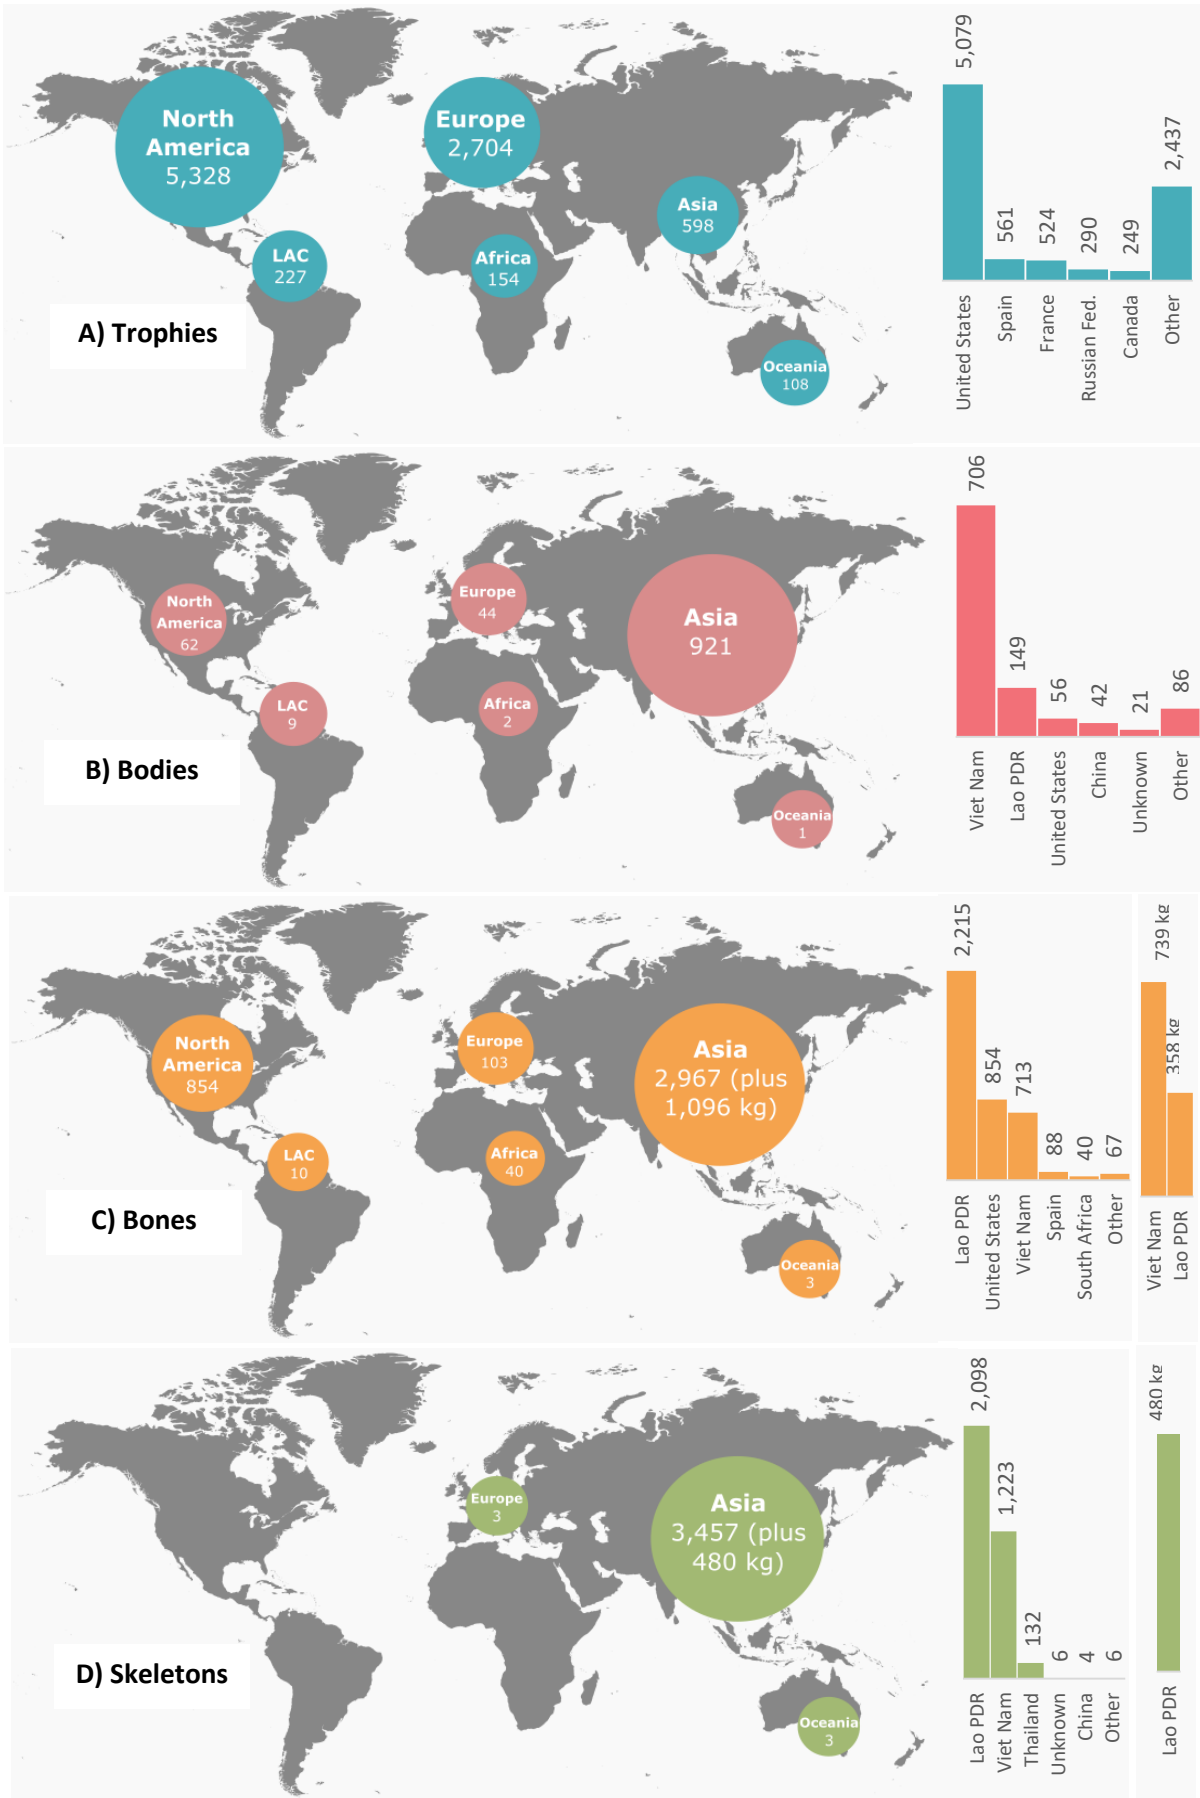 North
America
5,328
Europe
2,704
Asia
598
LAC
227
Africa
154
Oceania
108
A) Trophies
5,079
561
524
290
249
2,437
United States
Spain
France
Russian Fed.
Canada
Other
North
America
62
Europe
44
Asia
921
LAC
9
Africa
2
Oceania
1
B) Bodies
706
149
56
42
21
86
Viet Nam
Lao PDR
United States
China
Unknown
Other
North
America
854
Europe
103
Asia
2,967 (plus
1,096 kg)
LAC
10
Africa
40
Oceania
3
C) Bones
2,215
854
713
88
40
67
Lao PDR
United States
Viet Nam
Spain
South Africa
Other
739 kg
358 kg
Viet Nam
Lao PDR
Europe
3
Asia
3,457 (plus
480 kg)
Oceania
3
D) Skeletons
2,098
1,223
132
6
4
6
Lao PDR
Viet Nam
Thailand
Unknown
China
Other
480 kg
Lao PDR